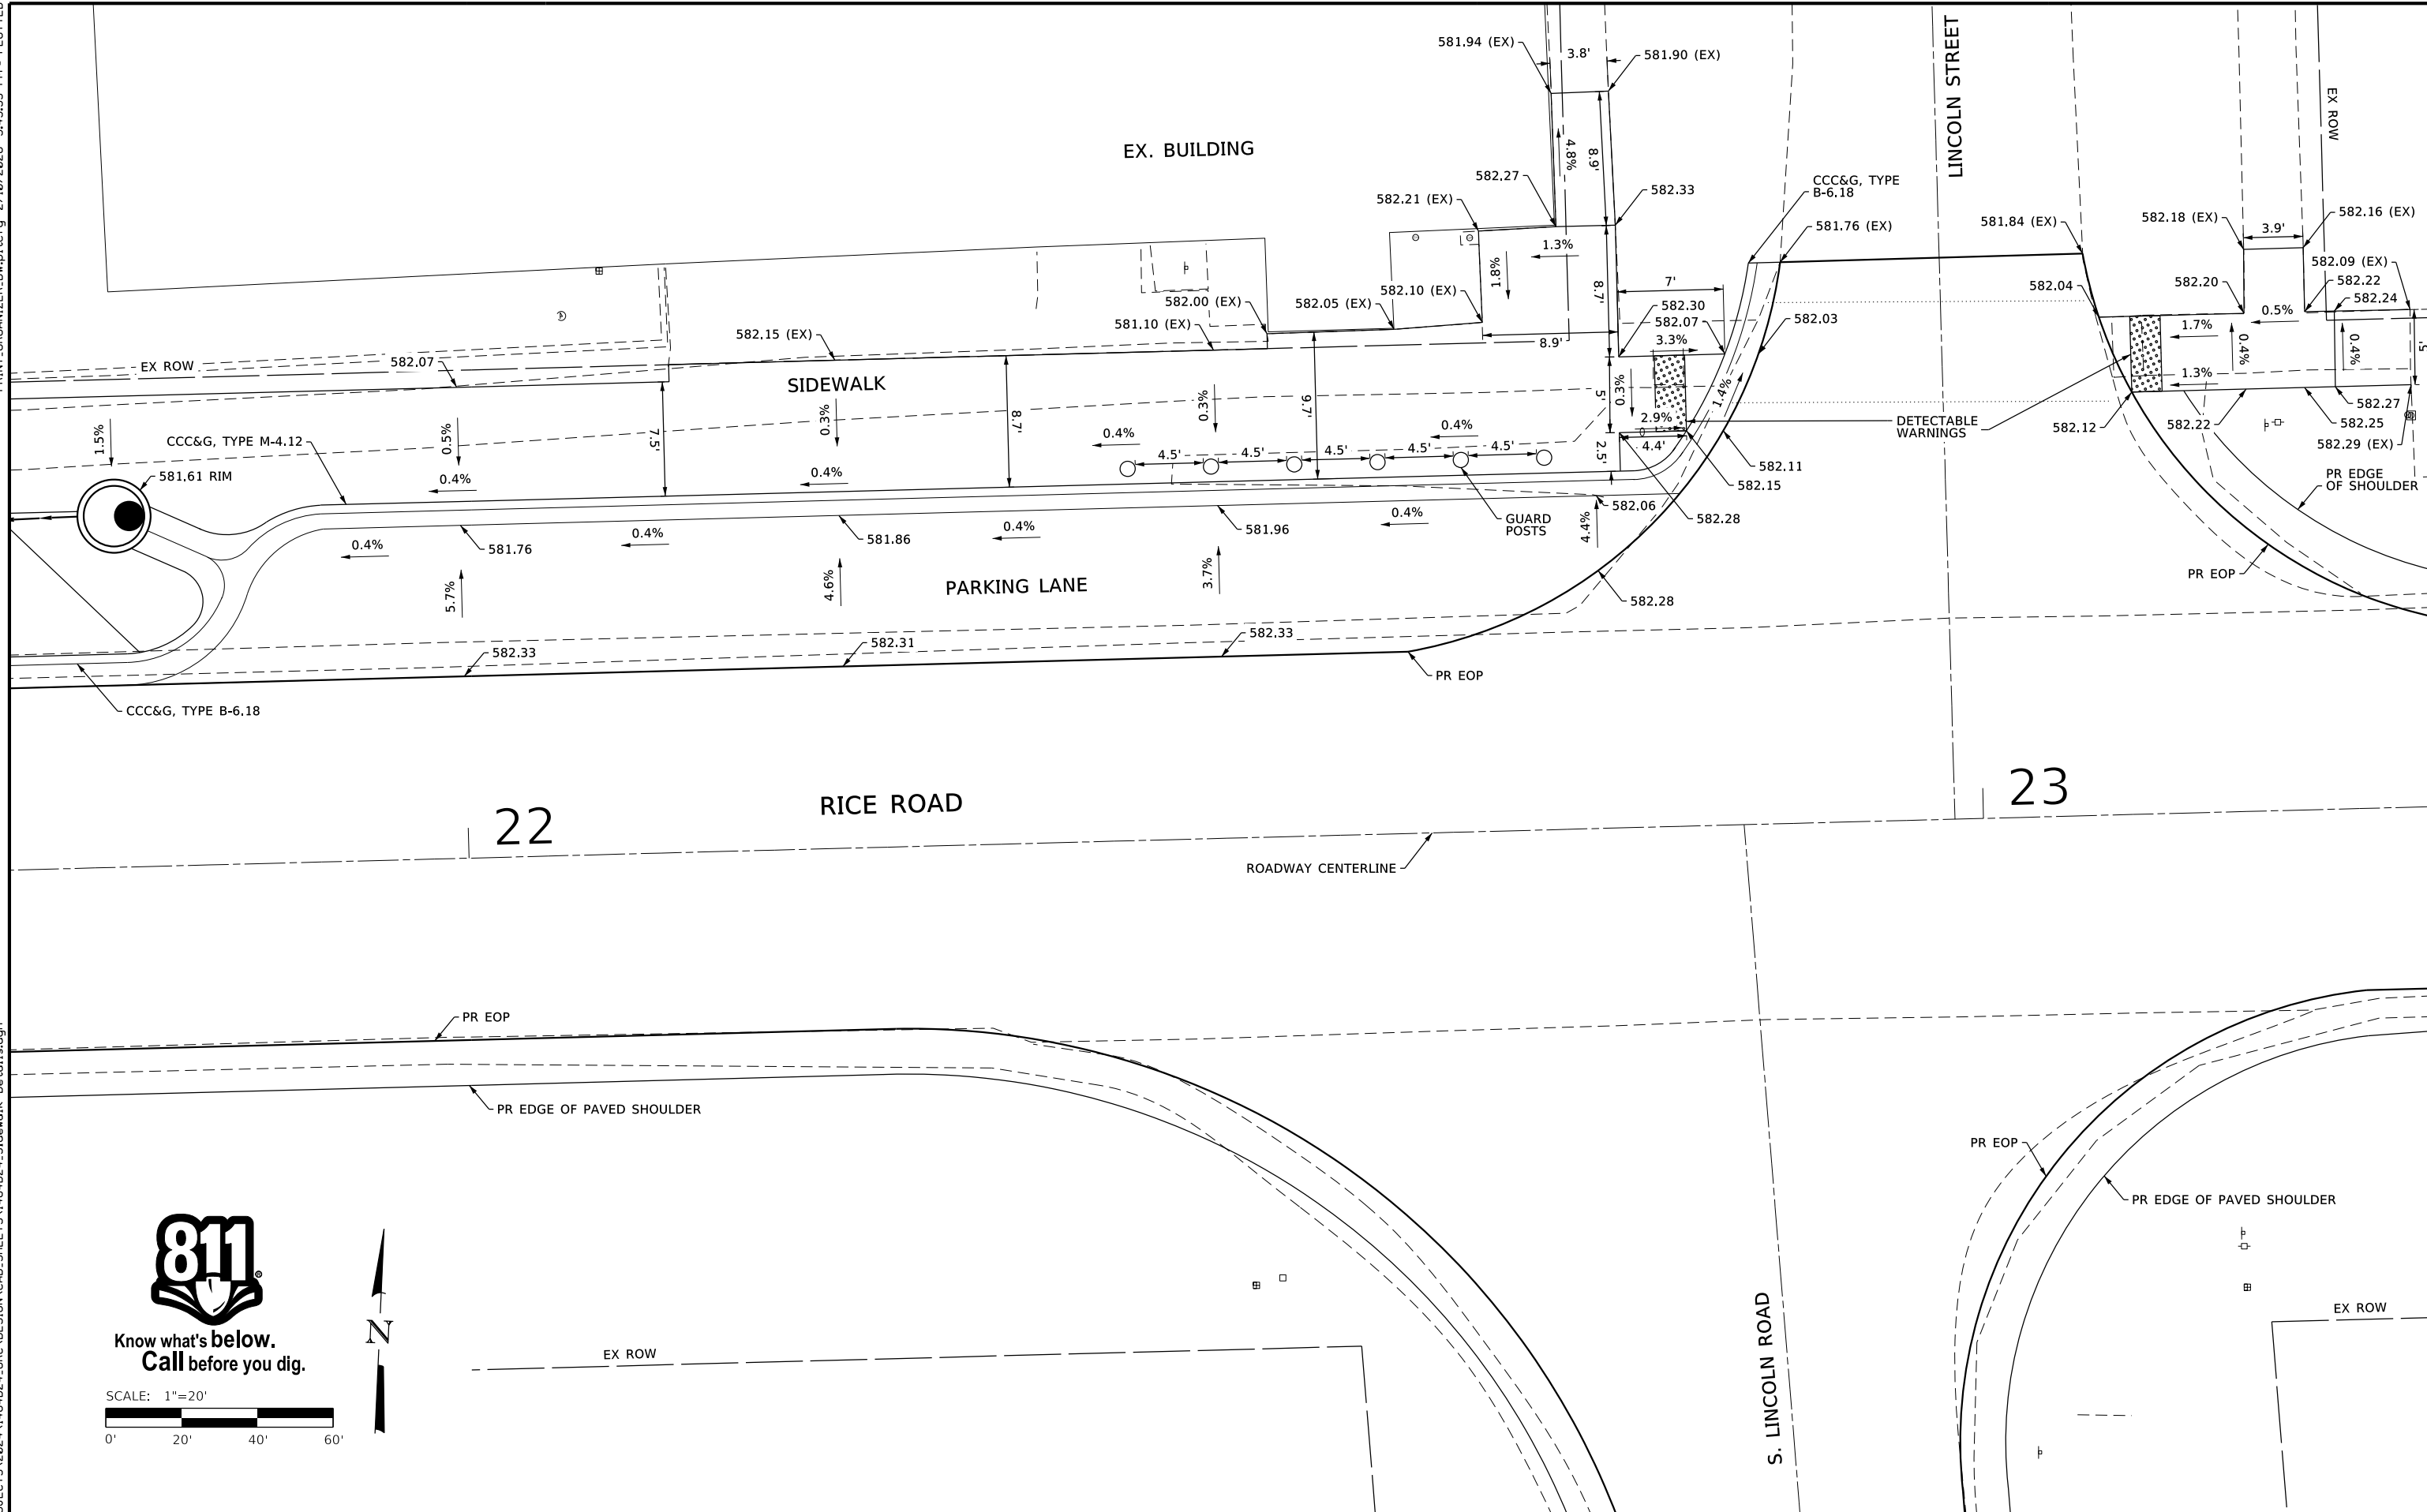 581.94 (EX)
3.8'
581.90 (EX)
LINCOLN STREET
EX ROW
EX. BUILDING
4.8%
8.9'
582.27
582.33
CCC&G, TYPE
B-6.18
582.21 (EX)
581.76 (EX)
581.84 (EX)
582.18 (EX)
582.16 (EX)
3.9'
1.3%
1.8%
8.7'
7'
582.09 (EX)
582.20
582.22
582.24
582.04
582.00 (EX)
582.05 (EX)
582.10 (EX)
582.30
582.07
582.03
0.5%
1.7%
0.4%
0.4%
581.10 (EX)
582.15 (EX)
8.9'
3.3%
EX ROW
582.07
SIDEWALK
1.3%
8.7'
9.7'
0.3%
0.3%
0.3%
5'
1.4%
2.9%
4.4'
2.5'
DETECTABLE
WARNINGS
582.12
582.22
582.27
582.25
582.29 (EX)
1.5%
CCC&G, TYPE M-4.12
0.5%
7.5'
0.4%
0.4%
4.5'
4.5'
4.5'
4.5'
4.5'
581.61 RIM
0.4%
0.4%
582.11
582.15
PR EDGE
OF SHOULDER
582.06
582.28
GUARD
POSTS
0.4%
0.4%
0.4%
0.4%
581.76
581.86
581.96
4.4%
PR EOP
5.7%
4.6%
3.7%
PARKING LANE
582.28
582.33
582.31
582.33
PR EOP
CCC&G, TYPE B-6.18
22
RICE ROAD
23
ROADWAY CENTERLINE
PR EOP
PR EDGE OF PAVED SHOULDER
PR EOP
PR EDGE OF PAVED SHOULDER
S. LINCOLN ROAD
EX ROW
EX ROW
811
®
Know what's below.
Call before you dig.
N
SCALE: 1"=20'
0' 20' 40' 60'